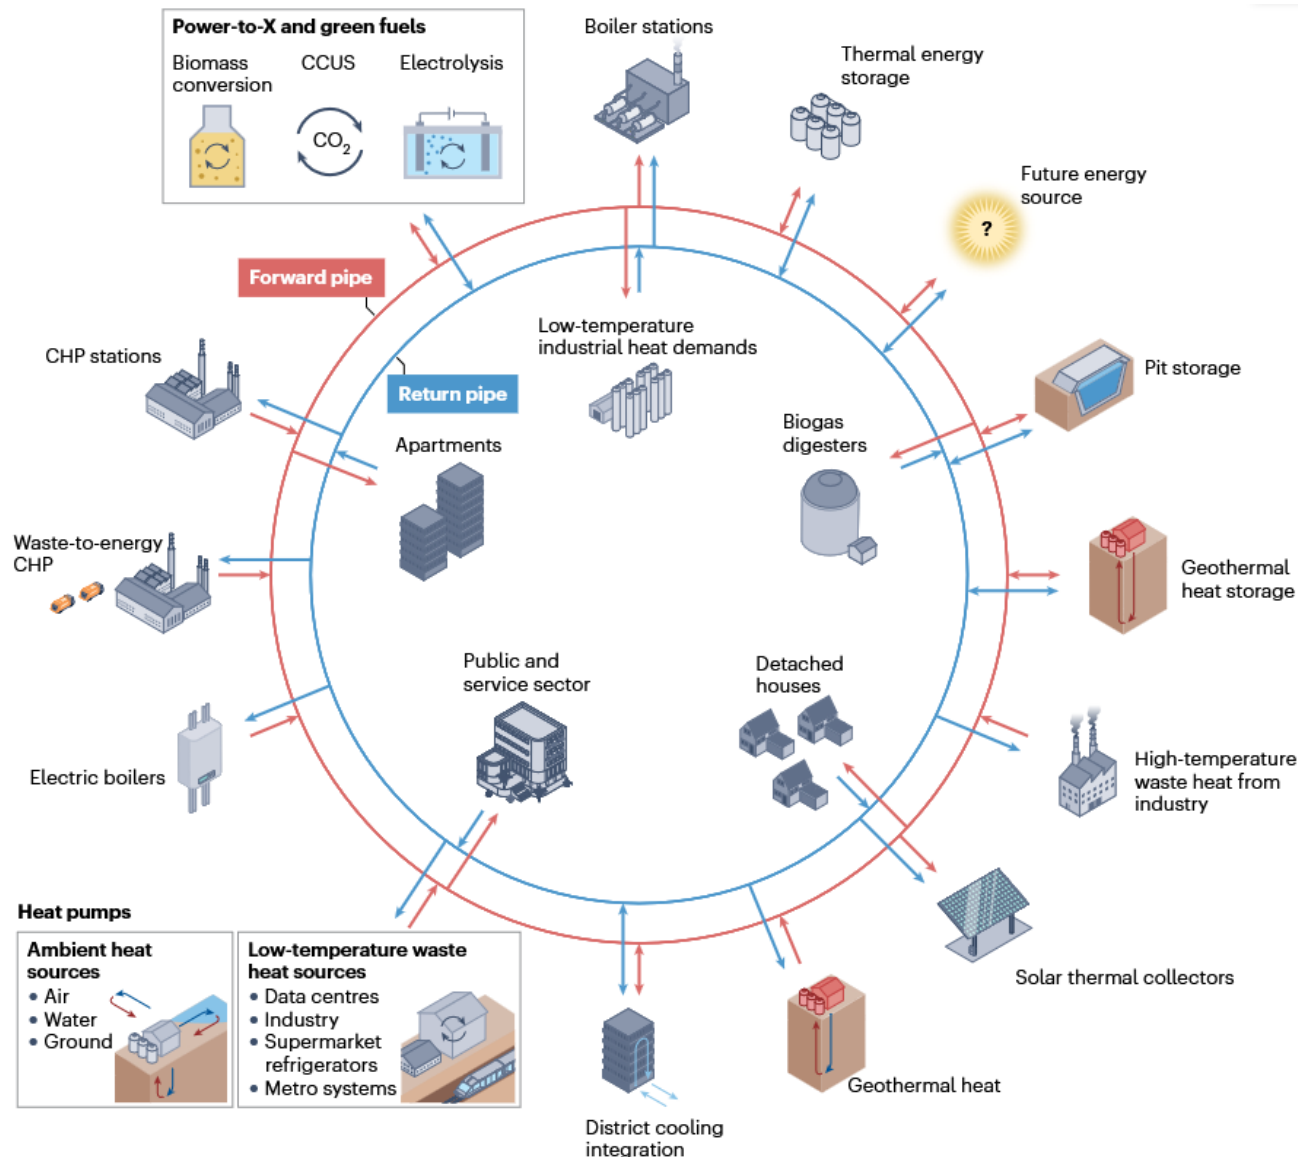 Power-to-X and green fuels
Biomass
conversion
CCUS
Electrolysis
CO2
Boiler stations
Thermal energy
storage
Future energy
source
?
Forward pipe
Return pipe
CHP stations
Low-temperature
industrial heat demands
Pit storage
Apartments
Biogas
digesters
Waste-to-energy
CHP
Geothermal
heat storage
Public and
service sector
Detached
houses
Electric boilers
High-temperature
waste heat from
industry
Heat pumps
Ambient heat
sources
• Air
• Water
• Ground
Low-temperature waste
heat sources
• Data centres
• Industry
• Supermarket
refrigerators
• Metro systems
Solar thermal collectors
Geothermal heat
District cooling
integration